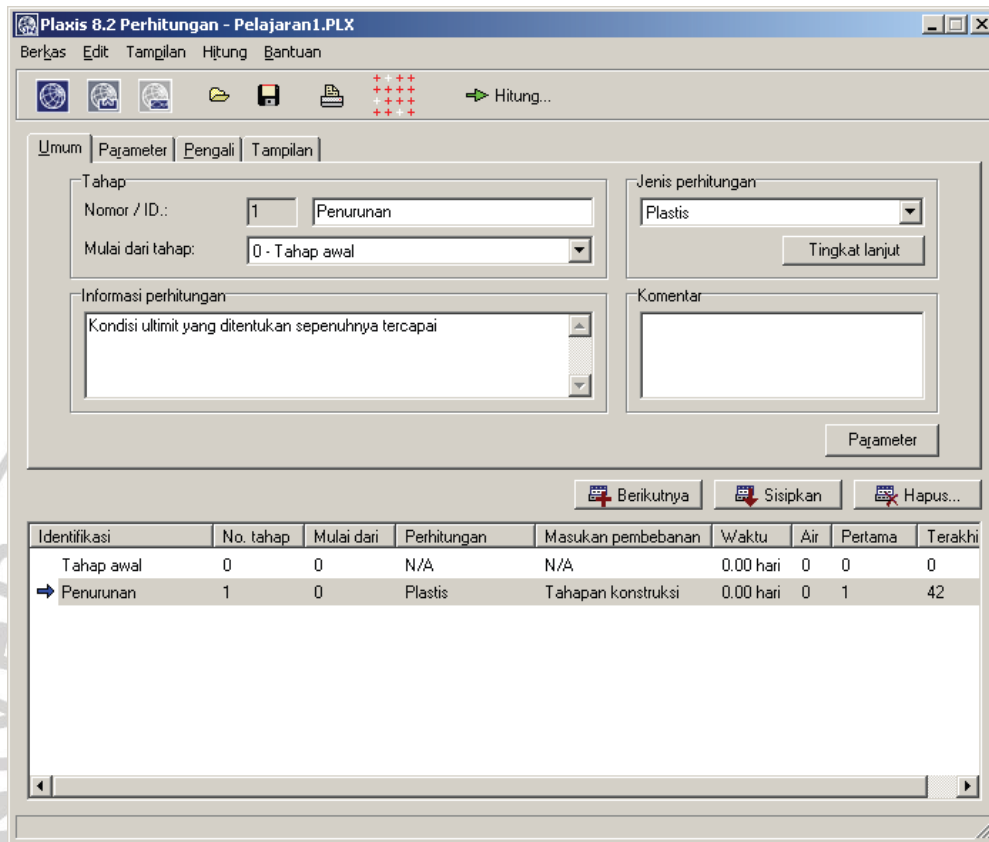 Plaxis 8.2 Perhitungan - Pelajaran1.PLX
Berkas Edit Tampilan Hitung Bantuan
Hitung...
Umum Parameter Pengali Tampilan
Tahap
Nomor / ID.: 1 Penurunan
Mulai dari tahap: 0 - Tahap awal
Jenis perhitungan
Plastis
Tingkat lanjut
Informasi perhitungan
Kondisi ultimit yang ditentukan sepenuhnya tercapai
Komentar
Parameter
Berikutnya Sisipkan Hapus...
Identifikasi No. tahap Mulai dari Perhitungan Masukan pembebanan Waktu Air Pertama Terakhi
Tahap awal 0 0 N/A N/A 0.00 hari 0 0 0
Penurunan 1 0 Plastis Tahapan konstruksi 0.00 hari 0 1 42